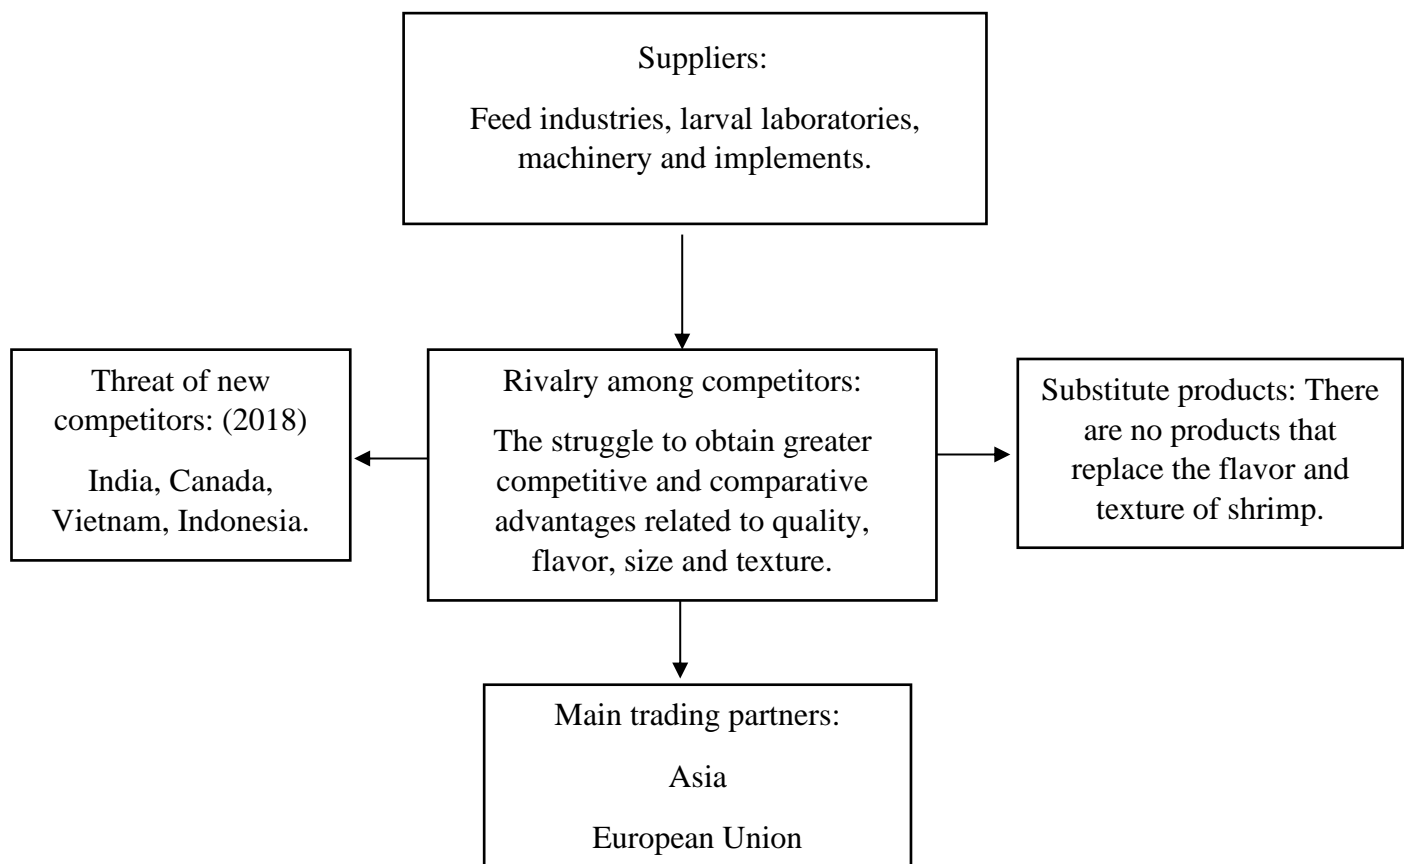 Suppliers:
Feed industries, larval laboratories,
machinery and implements.
Threat of new
competitors: (2018)
India, Canada,
Vietnam, Indonesia.
Rivalry among competitors:
The struggle to obtain greater
competitive and comparative
advantages related to quality,
flavor, size and texture.
Substitute products: There
are no products that
replace the flavor and
texture of shrimp.
Main trading partners:
Asia
European Union